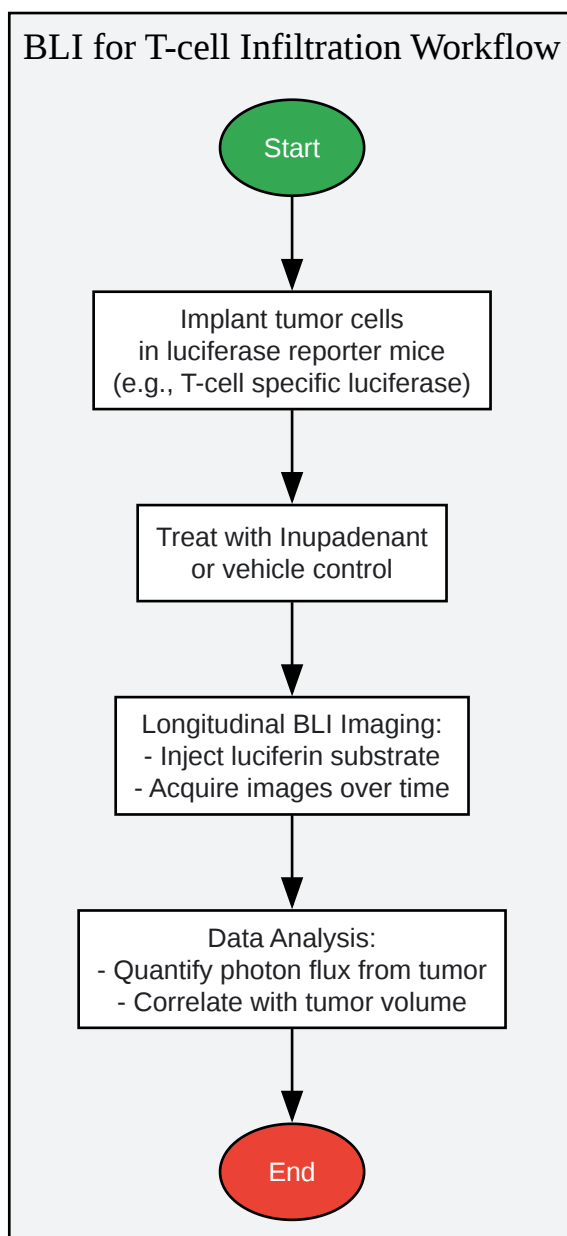 BLI for T-cell Infiltration Workflow
Start
Implant tumor cells
in luciferase reporter mice
(e.g., T-cell specific luciferase)
Treat with Inupadenant
or vehicle control
Longitudinal BLI Imaging:
- Inject luciferin substrate
- Acquire images over time
Data Analysis:
- Quantify photon flux from tumor
- Correlate with tumor volume
End